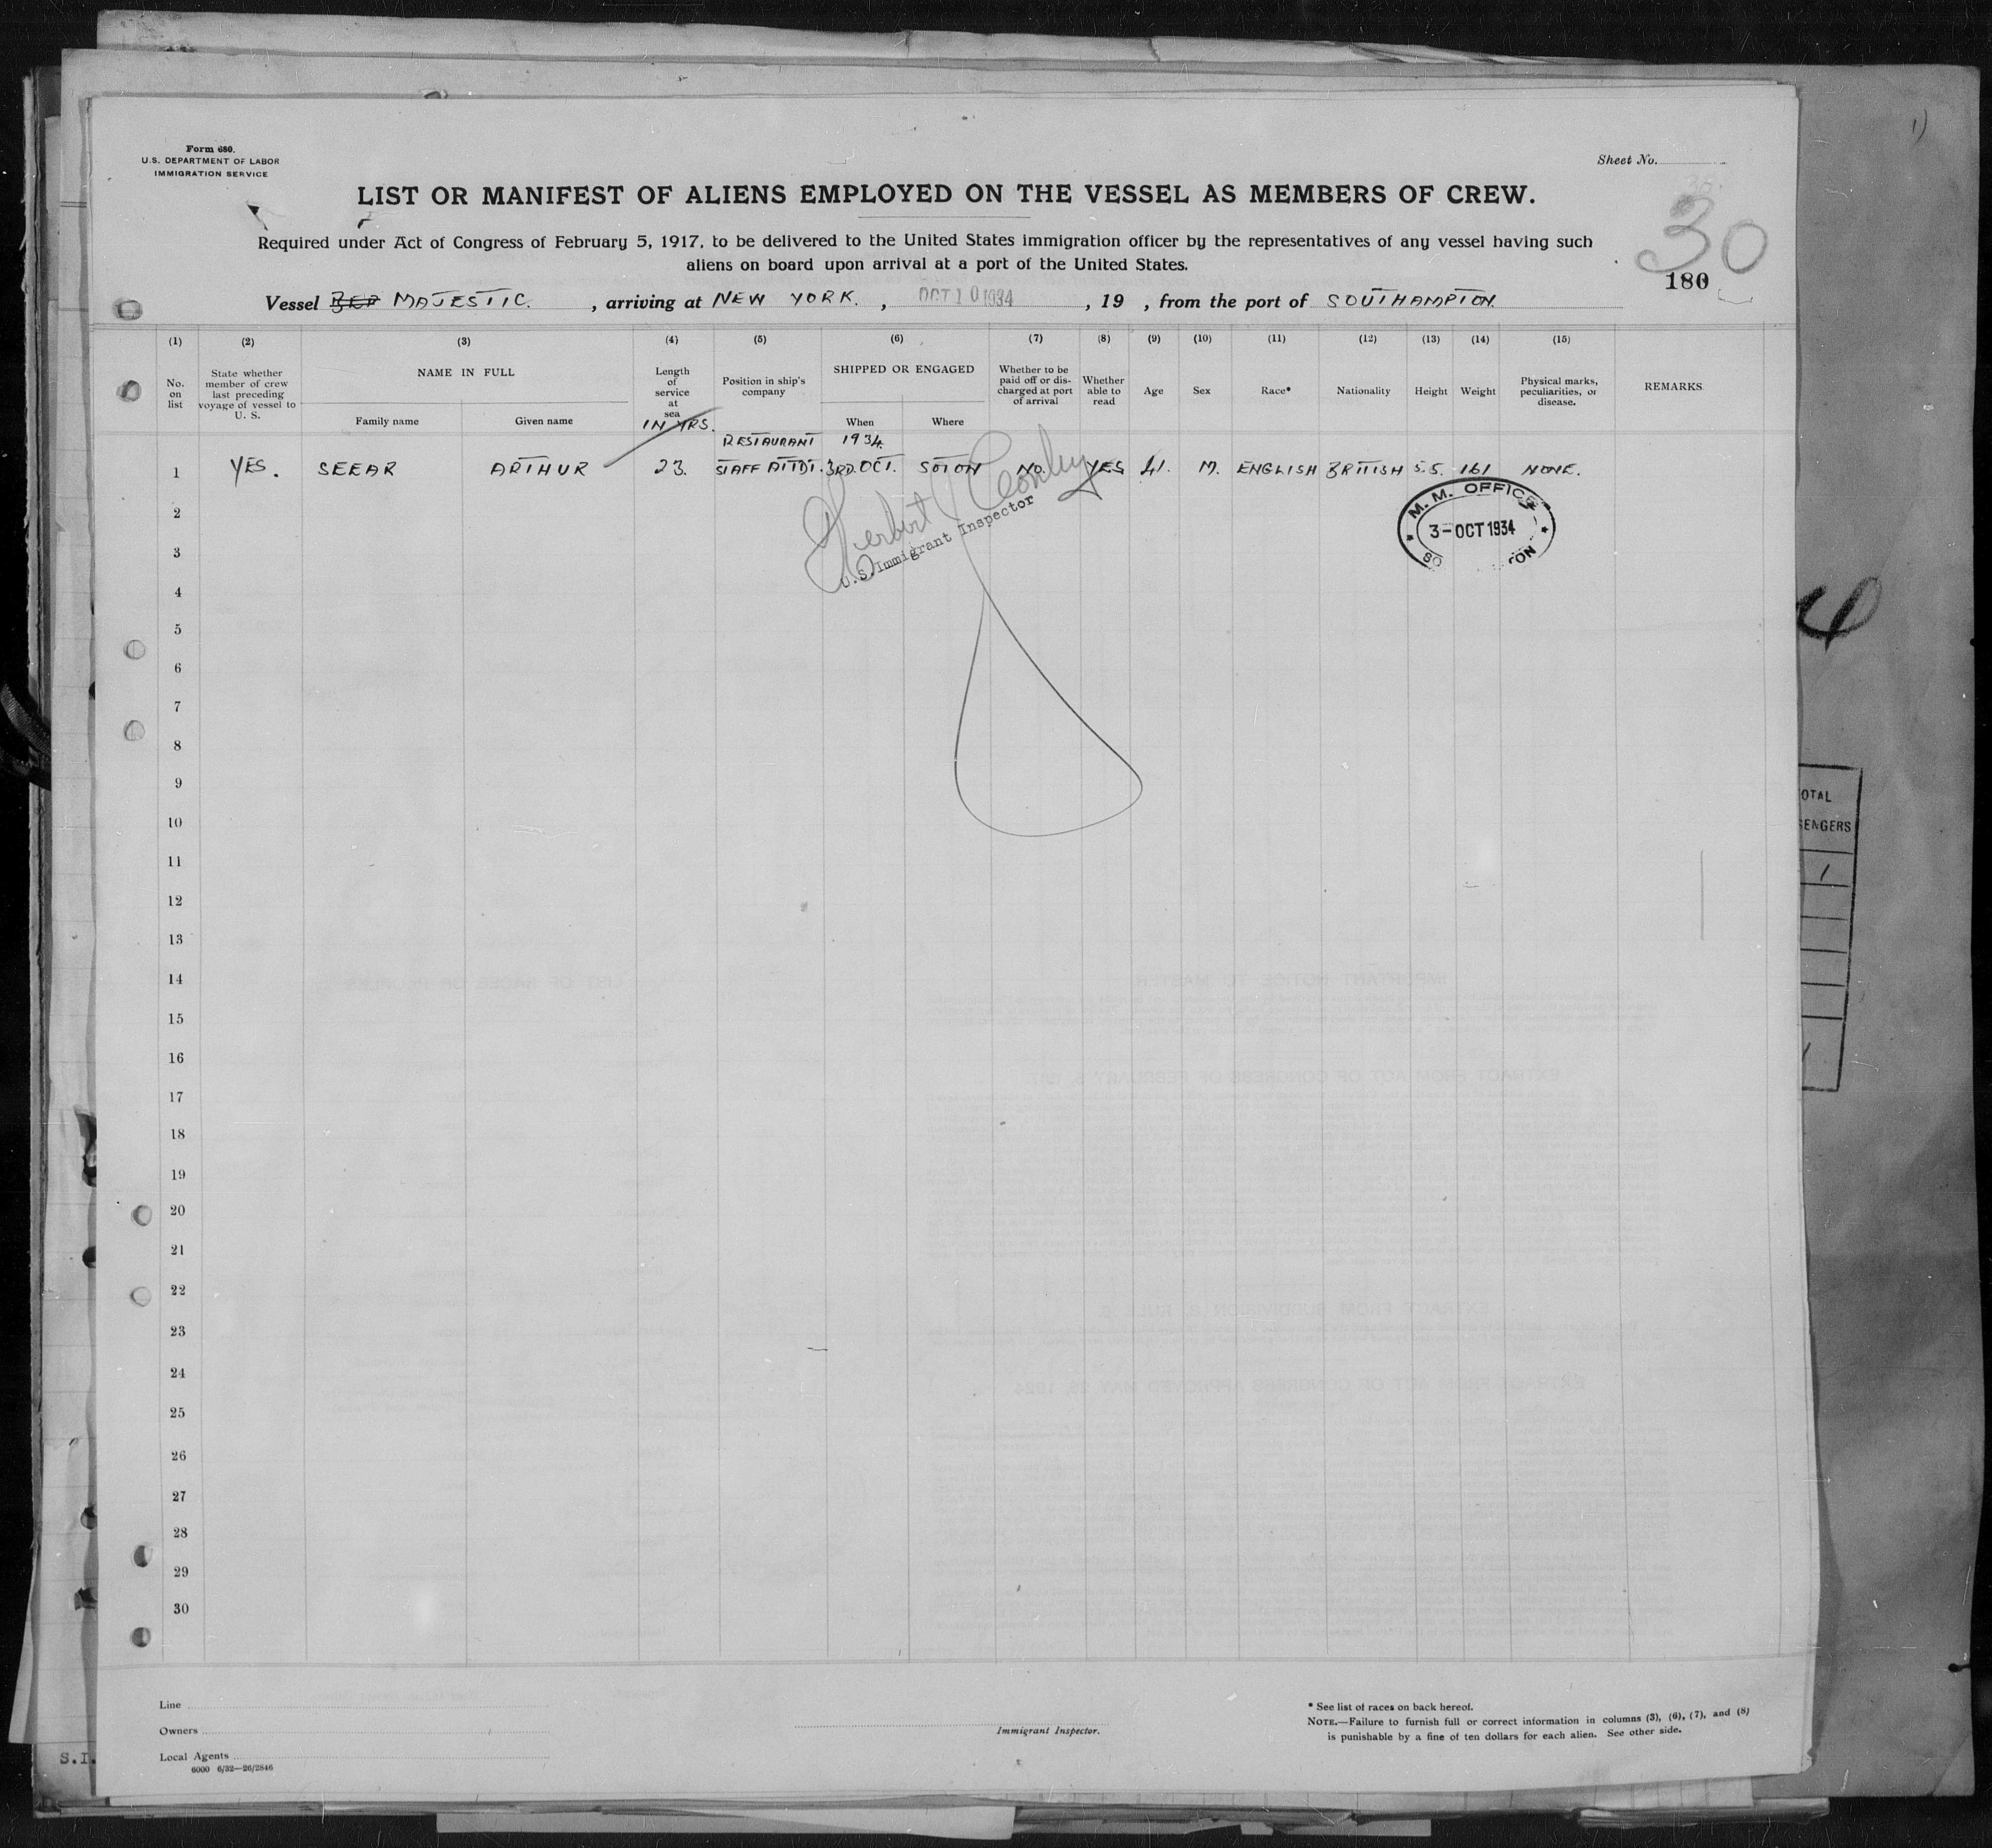 Form 680.
U.S. DEPARTMENT OF LABOR
IMMIGRATION SERVICE
Sheet No.
LIST OR MANIFEST OF ALIENS EMPLOYED ON THE VESSEL AS MEMBERS OF CREW.
30
Required under Act of Congress of February 5, 1917, to be delivered to the United States immigration officer by the representatives of any vessel having such
aliens on board upon arrival at a port of the United States.
180
Vessel MAJESTIC. , arriving at NEW YORK. , OCT 10 1934 , 19 , from the port of SOUTHAMPTON
(1) (2) (3) (4) (5) (6) (7) (8) (9) (10) (11) (12) (13) (14) (15)
No. on list
State whether member of crew last preceding voyage of vessel to U. S.
NAME IN FULL
Family name
Given name
Length of service at sea
IN YRS.
Position in ship's company
SHIPPED OR ENGAGED
When
Where
Whether to be paid off or discharged at port of arrival
Whether able to read
Age
Sex
Race*
Nationality
Height
Weight
Physical marks, peculiarities, or disease.
REMARKS
RESTAURANT 1934
1 YES. SEEAR ARTHUR 23. STAFF ATTDT. 3RD OCT. SOTON NO. YES 41. M. ENGLISH BRITISH 5.5. 161 NONE.
Herbert
U.S. Immigrant Inspector
M. M. OFFICE
3-OCT 1934
SO TON
2
3
4
5
6
7
8
9
10
11
12
13
14
15
16
17
18
19
20
21
22
23
24
25
26
27
28
29
30
OTAL
SENGERS
1
4
Line
Owners
Local Agents
6000 6/32—26/2846
Immigrant Inspector.
* See list of races on back hereof.
NOTE.—Failure to furnish full or correct information in columns (3), (6), (7), and (8)
is punishable by a fine of ten dollars for each alien. See other side.
S.I.